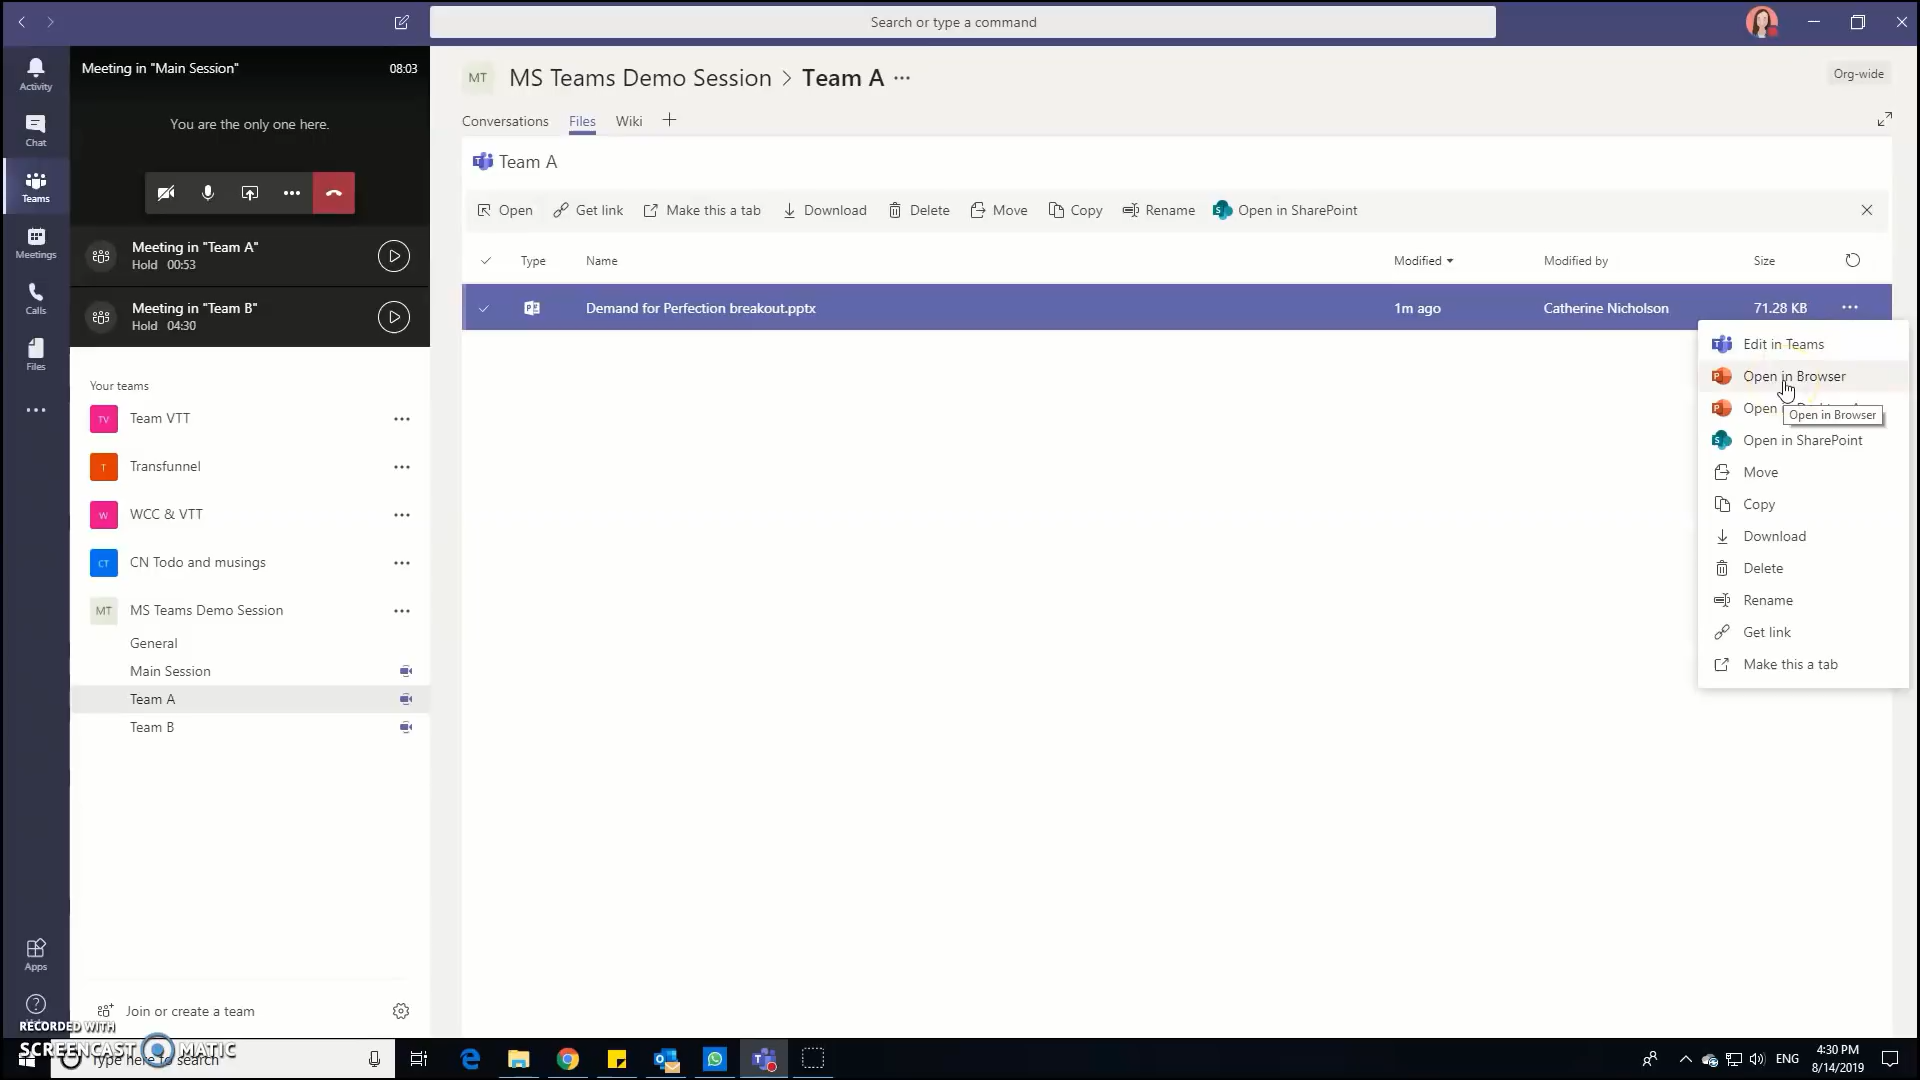 Search or type a command
Activity
Chat
Teams
Meetings
Calls
Files
Apps
Meeting in "Main Session" 08:03
You are the only one here.
Meeting in "Team A"
Hold 00:53
Meeting in "Team B"
Hold 04:30
Your teams
TV Team VTT
T Transfunnel
W WCC & VTT
CT CN Todo and musings
MT MS Teams Demo Session
General
Main Session
Team A
Team B
Join or create a team
MT MS Teams Demo Session > Team A ···
Org-wide
Conversations Files Wiki
Team A
Open Get link Make this a tab Download Delete Move Copy Rename Open in SharePoint
Type Name Modified Modified by Size
Demand for Perfection breakout.pptx 1m ago Catherine Nicholson 71.28 KB
Edit in Teams
Open in Browser
Open
Open in Browser
Open in SharePoint
Move
Copy
Download
Delete
Rename
Get link
Make this a tab
RECORDED WITH
SCREENCAST MATIC
Type here to search
ENG
4:30 PM
8/14/2019